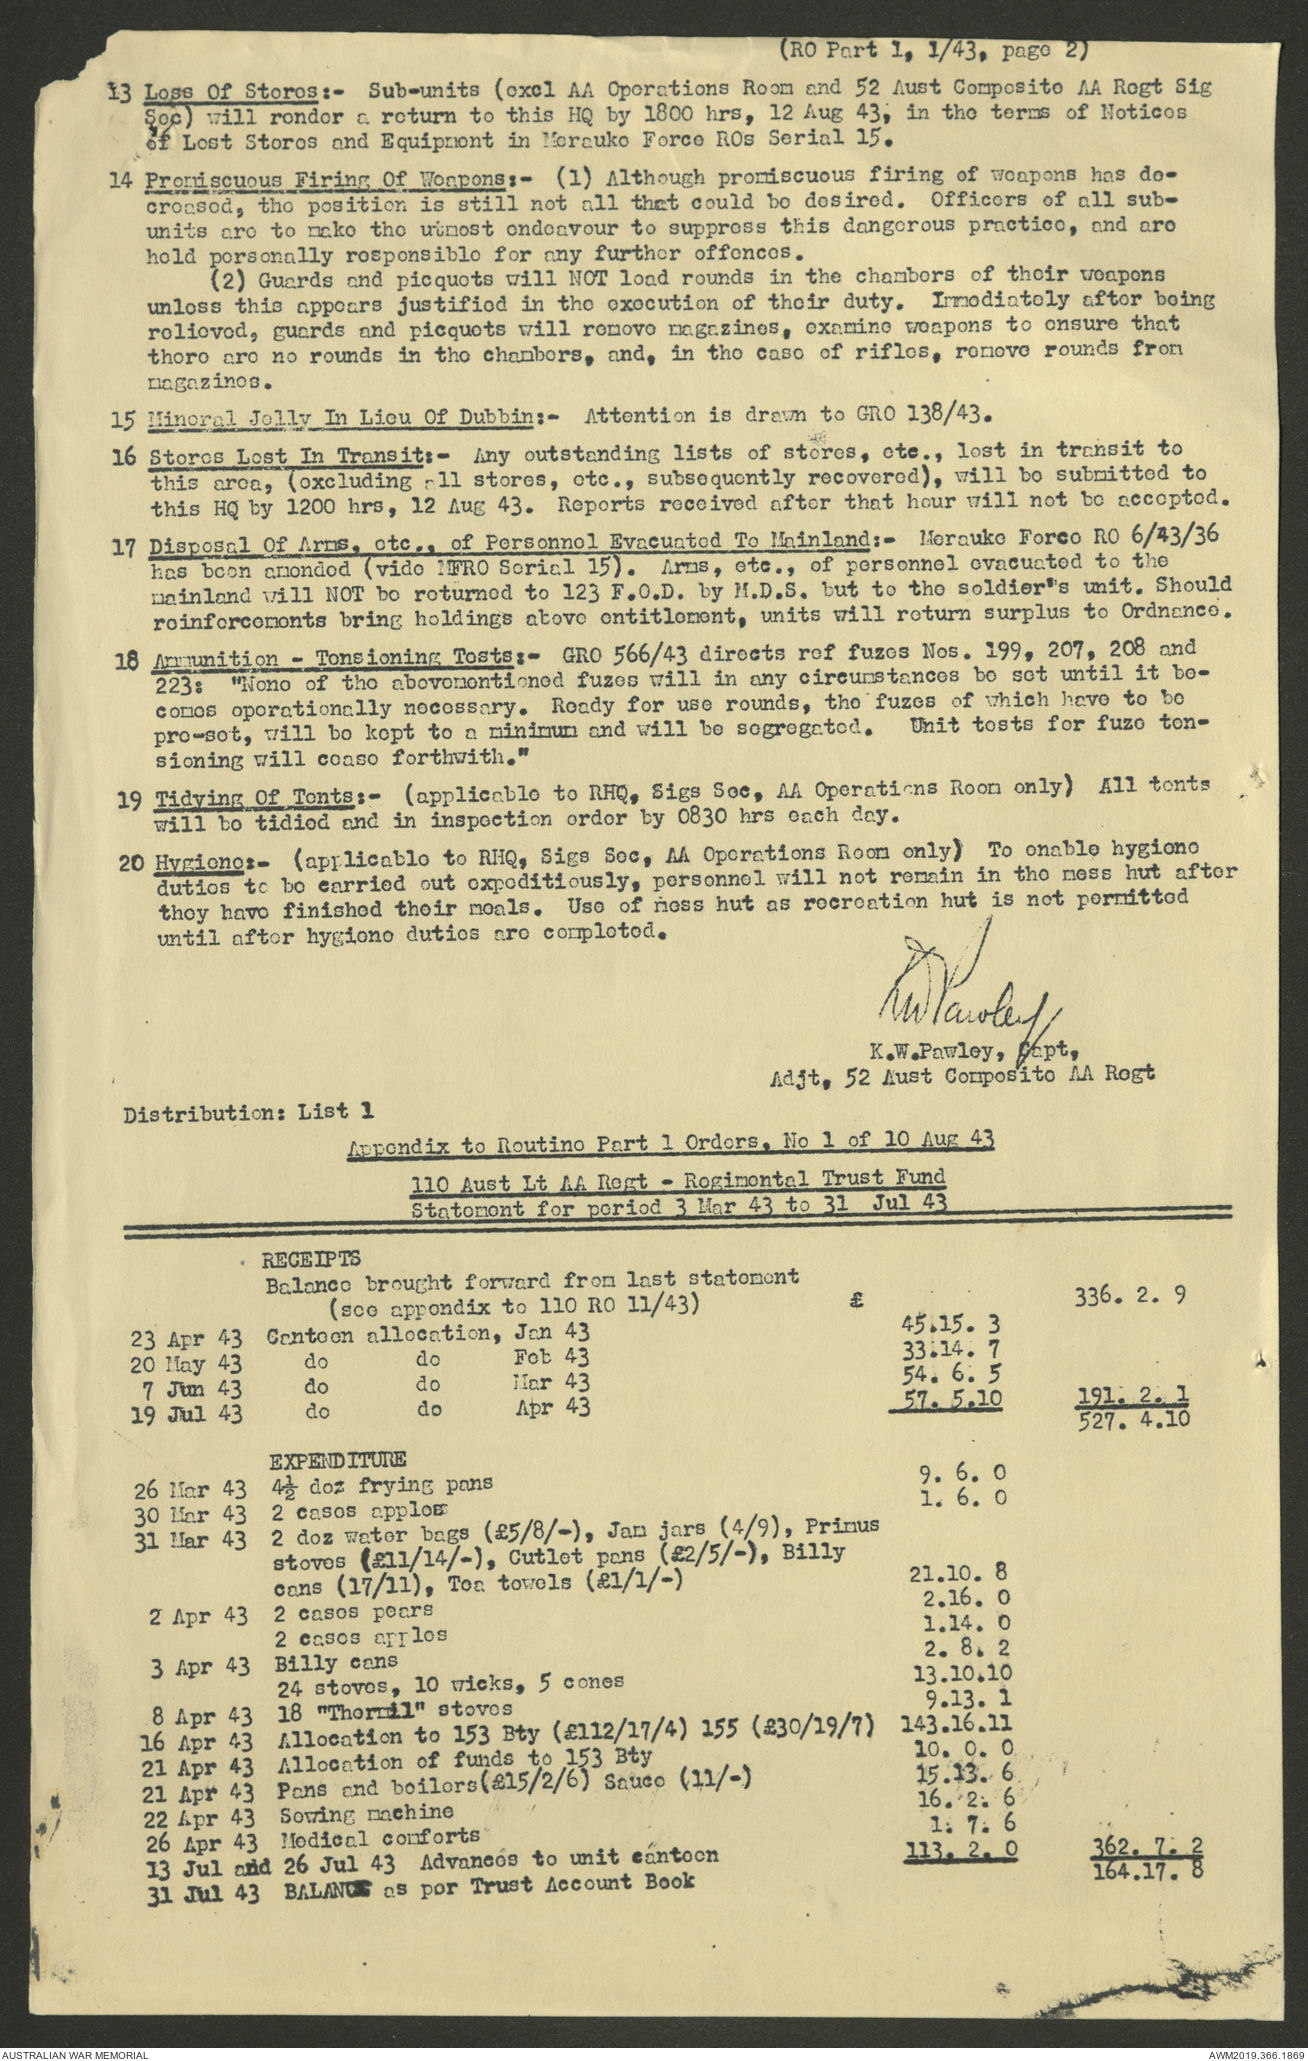 (RO Part 1, 1/43, page 2)
13 Loss Of Stores:- Sub-units (excl AA Operations Room and 52 Aust Composite AA Regt Sig
Sec) will render a return to this HQ by 1800 hrs, 12 Aug 43, in the terms of Notices
of Lost Stores and Equipment in Merauke Force ROs Serial 15.
14 Promiscuous Firing Of Weapons:- (1) Although promiscuous firing of weapons has de-
creased, the position is still not all that could be desired. Officers of all sub-
units are to make the utmost endeavour to suppress this dangerous practice, and are
held personally responsible for any further offences.
(2) Guards and picquets will NOT load rounds in the chambers of their weapons
unless this appears justified in the execution of their duty. Immediately after being
relieved, guards and picquets will remove magazines, examine weapons to ensure that
there are no rounds in the chambers, and, in the case of rifles, remove rounds from
magazines.
15 Mineral Jelly In Lieu Of Dubbin:- Attention is drawn to GRO 138/43.
16 Stores Lost In Transit:- Any outstanding lists of stores, etc., lost in transit to
this area, (excluding all stores, etc., subsequently recovered), will be submitted to
this HQ by 1200 hrs, 12 Aug 43. Reports received after that hour will not be accepted.
17 Disposal Of Arms, etc., of Personnel Evacuated To Mainland:- Merauke Force RO 6/43/36
has been amended (vide MFRO Serial 15). Arms, etc., of personnel evacuated to the
mainland will NOT be returned to 123 F.O.D. by M.D.S. but to the soldier"s unit. Should
reinforcements bring holdings above entitlement, units will return surplus to Ordnance.
18 Ammunition - Tensioning Tests:- GRO 566/43 directs ref fuzes Nos. 199, 207, 208 and
223: "None of the abovementioned fuzes will in any circumstances be set until it be-
comes operationally necessary. Ready for use rounds, the fuzes of which have to be
pre-set, will be kept to a minimum and will be segregated. Unit tests for fuze ten-
sioning will cease forthwith."
19 Tidying Of Tents:- (applicable to RHQ, Sigs Sec, AA Operations Room only) All tents
will be tidied and in inspection order by 0830 hrs each day.
20 Hygiene:- (applicable to RHQ, Sigs Sec, AA Operations Room only) To enable hygiene
duties to be carried out expeditiously, personnel will not remain in the mess hut after
they have finished their meals. Use of mess hut as recreation hut is not permitted
until after hygiene duties are completed.
KWPawley
K.W.Pawley, Capt,
Adjt, 52 Aust Composite AA Regt
Distribution: List 1
Appendix to Routine Part 1 Orders, No 1 of 10 Aug 43
110 Aust Lt AA Regt - Regimental Trust Fund
Statement for period 3 Mar 43 to 31 Jul 43
RECEIPTS
Balance brought forward from last statement
(see appendix to 110 RO 11/43) £ 336. 2. 9
23 Apr 43 Canteen allocation, Jan 43 45.15. 3
20 May 43 do do Feb 43 33.14. 7
7 Jun 43 do do Mar 43 54. 6. 5
19 Jul 43 do do Apr 43 57. 5.10 191. 2. 1
527. 4.10
EXPENDITURE
26 Mar 43 4½ doz frying pans 9. 6. 0
30 Mar 43 2 cases apples 1. 6. 0
31 Mar 43 2 doz water bags (£5/8/-), Jam jars (4/9), Primus
stoves (£11/14/-), Cutlet pans (£2/5/-), Billy
cans (17/11), Tea towels (£1/1/-) 21.10. 8
2 Apr 43 2 cases pears 2.16. 0
2 cases apples 1.14. 0
3 Apr 43 Billy cans 2. 8. 2
24 stoves, 10 wicks, 5 cones 13.10.10
8 Apr 43 18 "Thermil" stoves 9.13. 1
16 Apr 43 Allocation to 153 Bty (£112/17/4) 155 (£30/19/7) 143.16.11
21 Apr 43 Allocation of funds to 153 Bty 10. 0. 0
21 Apr 43 Pans and boilers(£15/2/6) Sauce (11/-) 15.13. 6
22 Apr 43 Sewing machine 16. 2. 6
26 Apr 43 Medical comforts 1. 7. 6
13 Jul and 26 Jul 43 Advances to unit canteen 113. 2. 0 362. 7. 2
31 Jul 43 BALANCE as per Trust Account Book 164.17. 8
AUSTRALIAN WAR MEMORIAL
AWM2019.366.1869